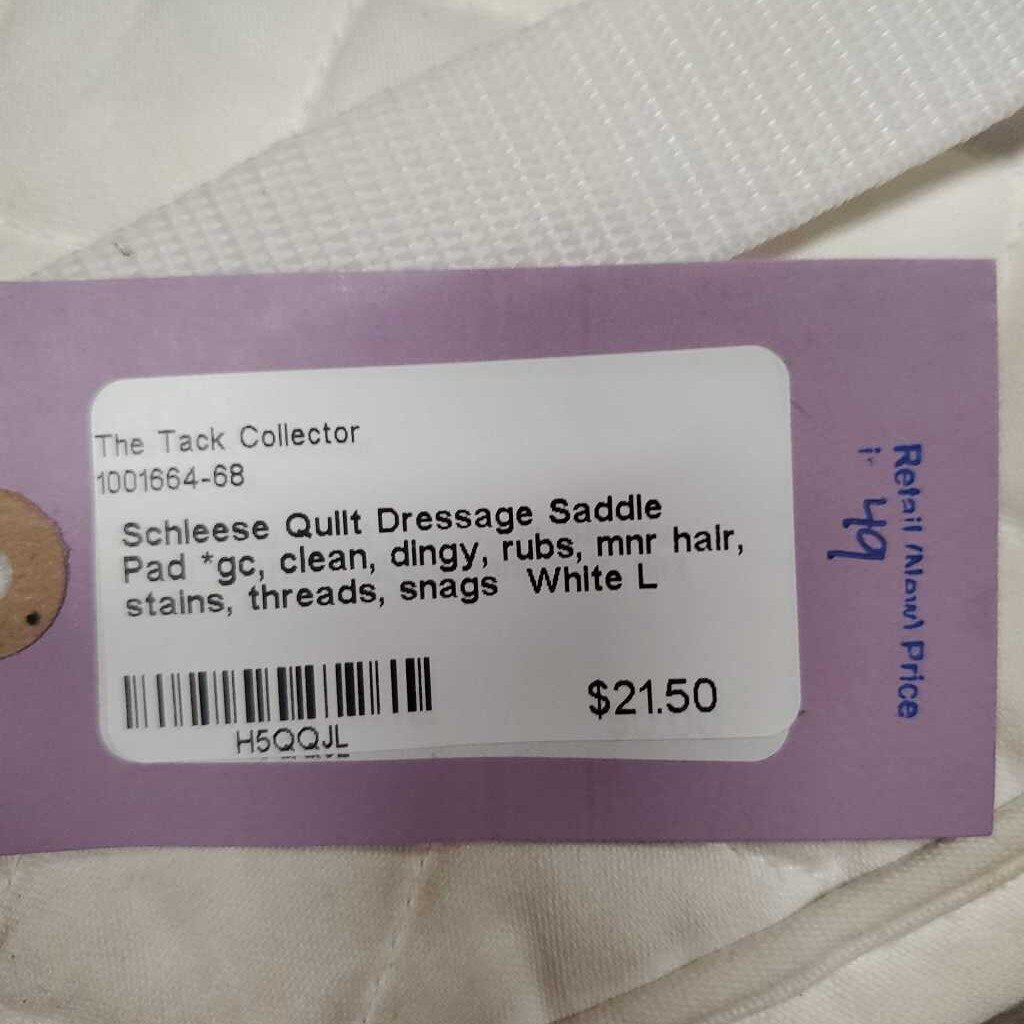 The Tack Collector
1001664-68
Schleese Quilt Dressage Saddle
Pad *gc, clean, dingy, rubs, mnr hair,
stains, threads, snags White L
$21.50
H5QQJL
Retail (New) Price
49